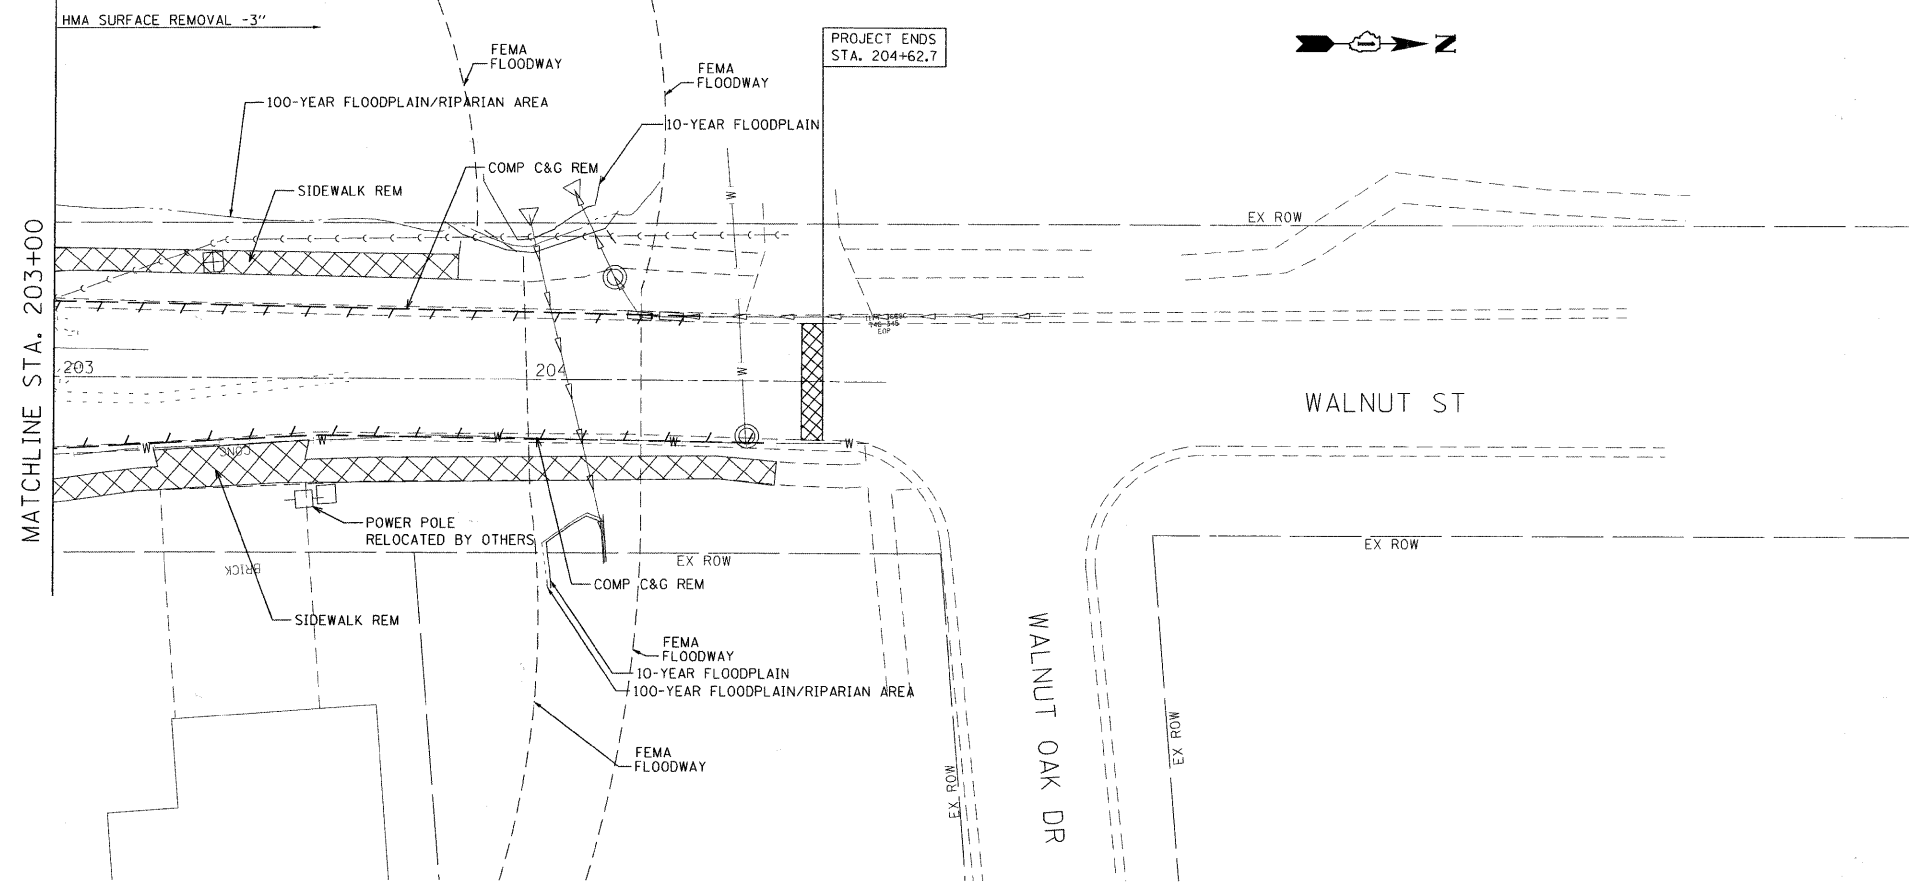 HMA SURFACE REMOVAL -3"
FEMA
FLOODWAY
FEMA
FLOODWAY
PROJECT ENDS
STA. 204+62.7
N
100-YEAR FLOODPLAIN/RIPARIAN AREA
10-YEAR FLOODPLAIN
COMP C&G REM
SIDEWALK REM
EX ROW
MATCHLINE STA. 203+00
W
W
203
204
WALNUT ST
W
W
W
W
W
CONC
POWER POLE
RELOCATED BY OTHERS
BRICK
EX ROW
EX ROW
COMP C&G REM
SIDEWALK REM
FEMA
FLOODWAY
10-YEAR FLOODPLAIN
100-YEAR FLOODPLAIN/RIPARIAN AREA
WALNUT OAK DR
EX ROW
EX ROW
FEMA
FLOODWAY